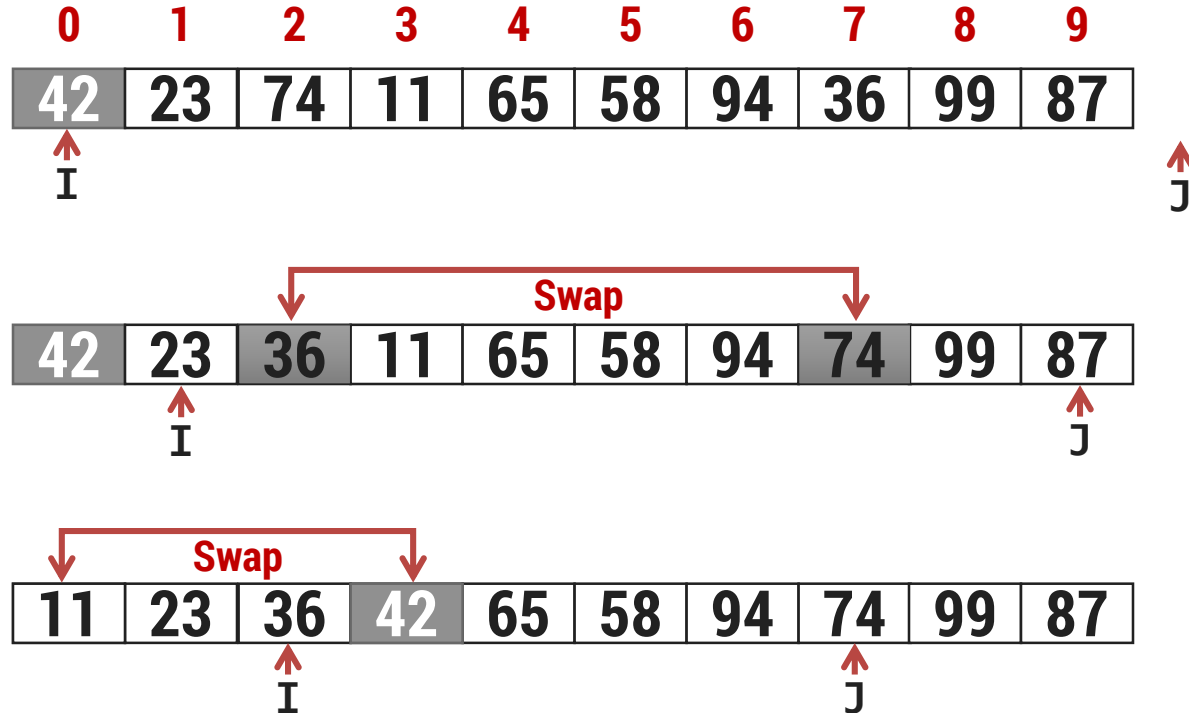 0 1 2 3 4 5 6 7 8 9
42 23 74 11 65 58 94 36 99 87
I J
Swap
42 23 36 11 65 58 94 74 99 87
I J
Swap
11 23 36 42 65 58 94 74 99 87
I J